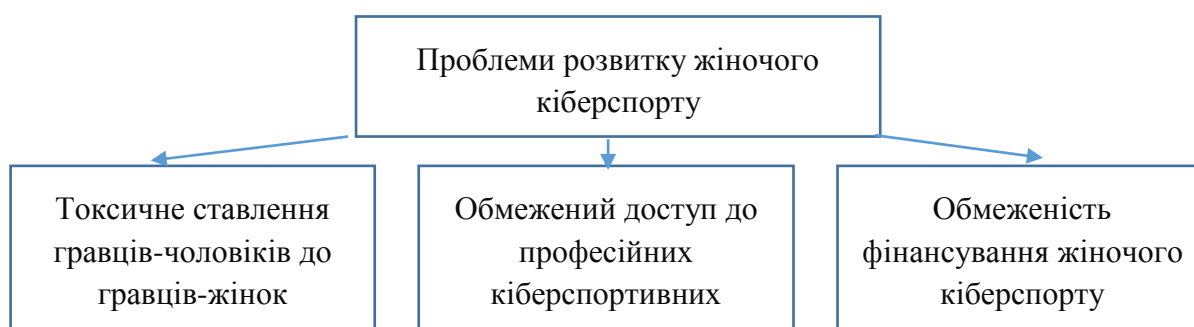 Проблеми розвитку жіночого
кіберспорту
Токсичне ставлення
гравців-чоловіків до
гравців-жінок
Обмежений доступ до
професійних
кіберспортивних
Обмеженість
фінансування жіночого
кіберспорту